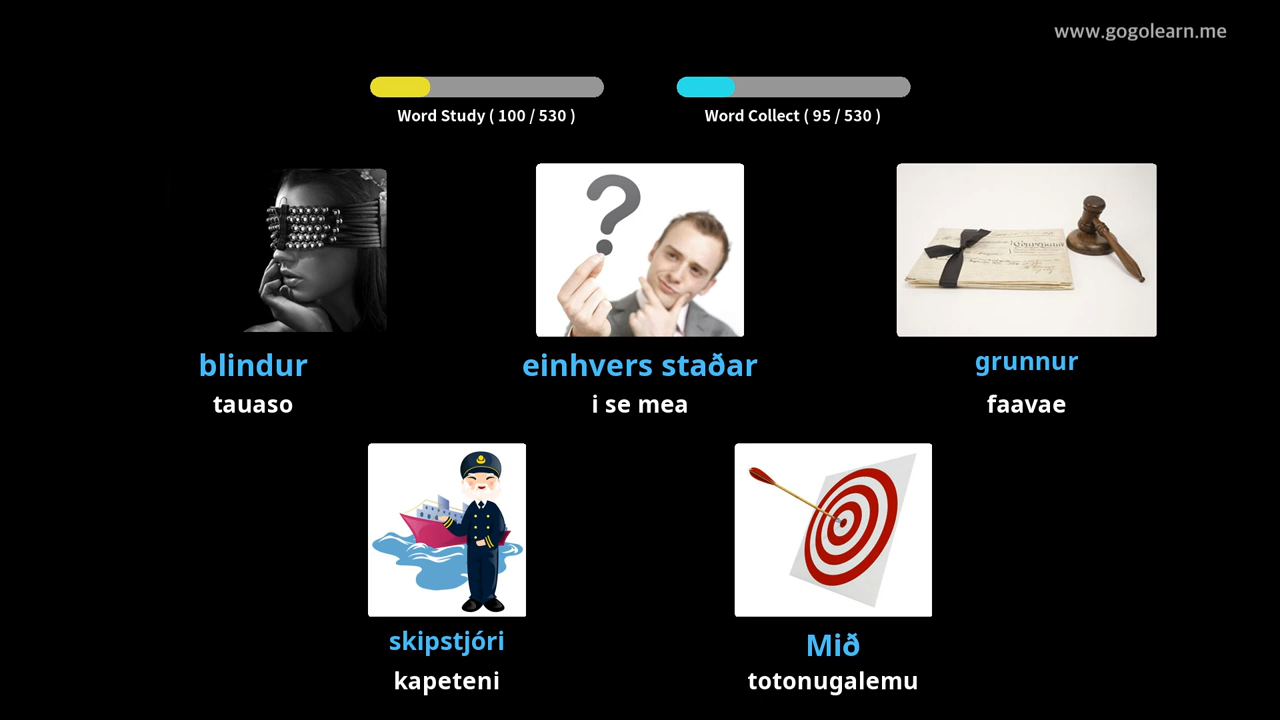 www.gogolearn.me
Word Study ( 100 / 530 )
Word Collect ( 95 / 530 )
blindur
einhvers staðar
grunnur
tauaso
i se mea
faavae
skipstjóri
Mið
kapeteni
totonugalemu